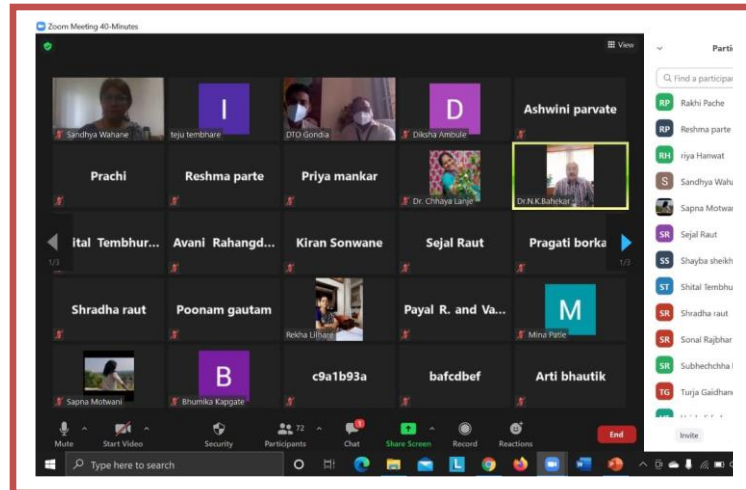 Zoom Meeting 40-Minutes
View
Sandhya Wahane
I
teju tembhare
DTO Gondia
D
Diksha Ambule
Ashwini parvate
Prachi
Reshma parte
Priya mankar
Dr. Chhaya Lanje
Dr.N.K.Bahekar
ital Tembhur...
Avani Rahangd...
Kiran Sonwane
Sejal Raut
Pragati borka
1/3
1/3
Shradha raut
Poonam gautam
Rekha Lilhare
Payal R. and Va...
M
Mina Patle
Sapna Motwani
B
Bhumika Kapgate
c9a1b93a
bafcdbef
Arti bhautik
Mute
Start Video
Security
72
Participants
Chat
1
Share Screen
Record
Reactions
End
Type here to search
L
Parti
Find a participan
RP Rakhi Pache
RP Reshma parte
RH riya Hanwat
S Sandhya Waha
Sapna Motwan
SR Sejal Raut
SS Shayba sheikh
ST Shital Tembhu
SR Shradha raut
SR Sonal Rajbhar
SR Subhechchha
TG Turja Gaidhan
Invite